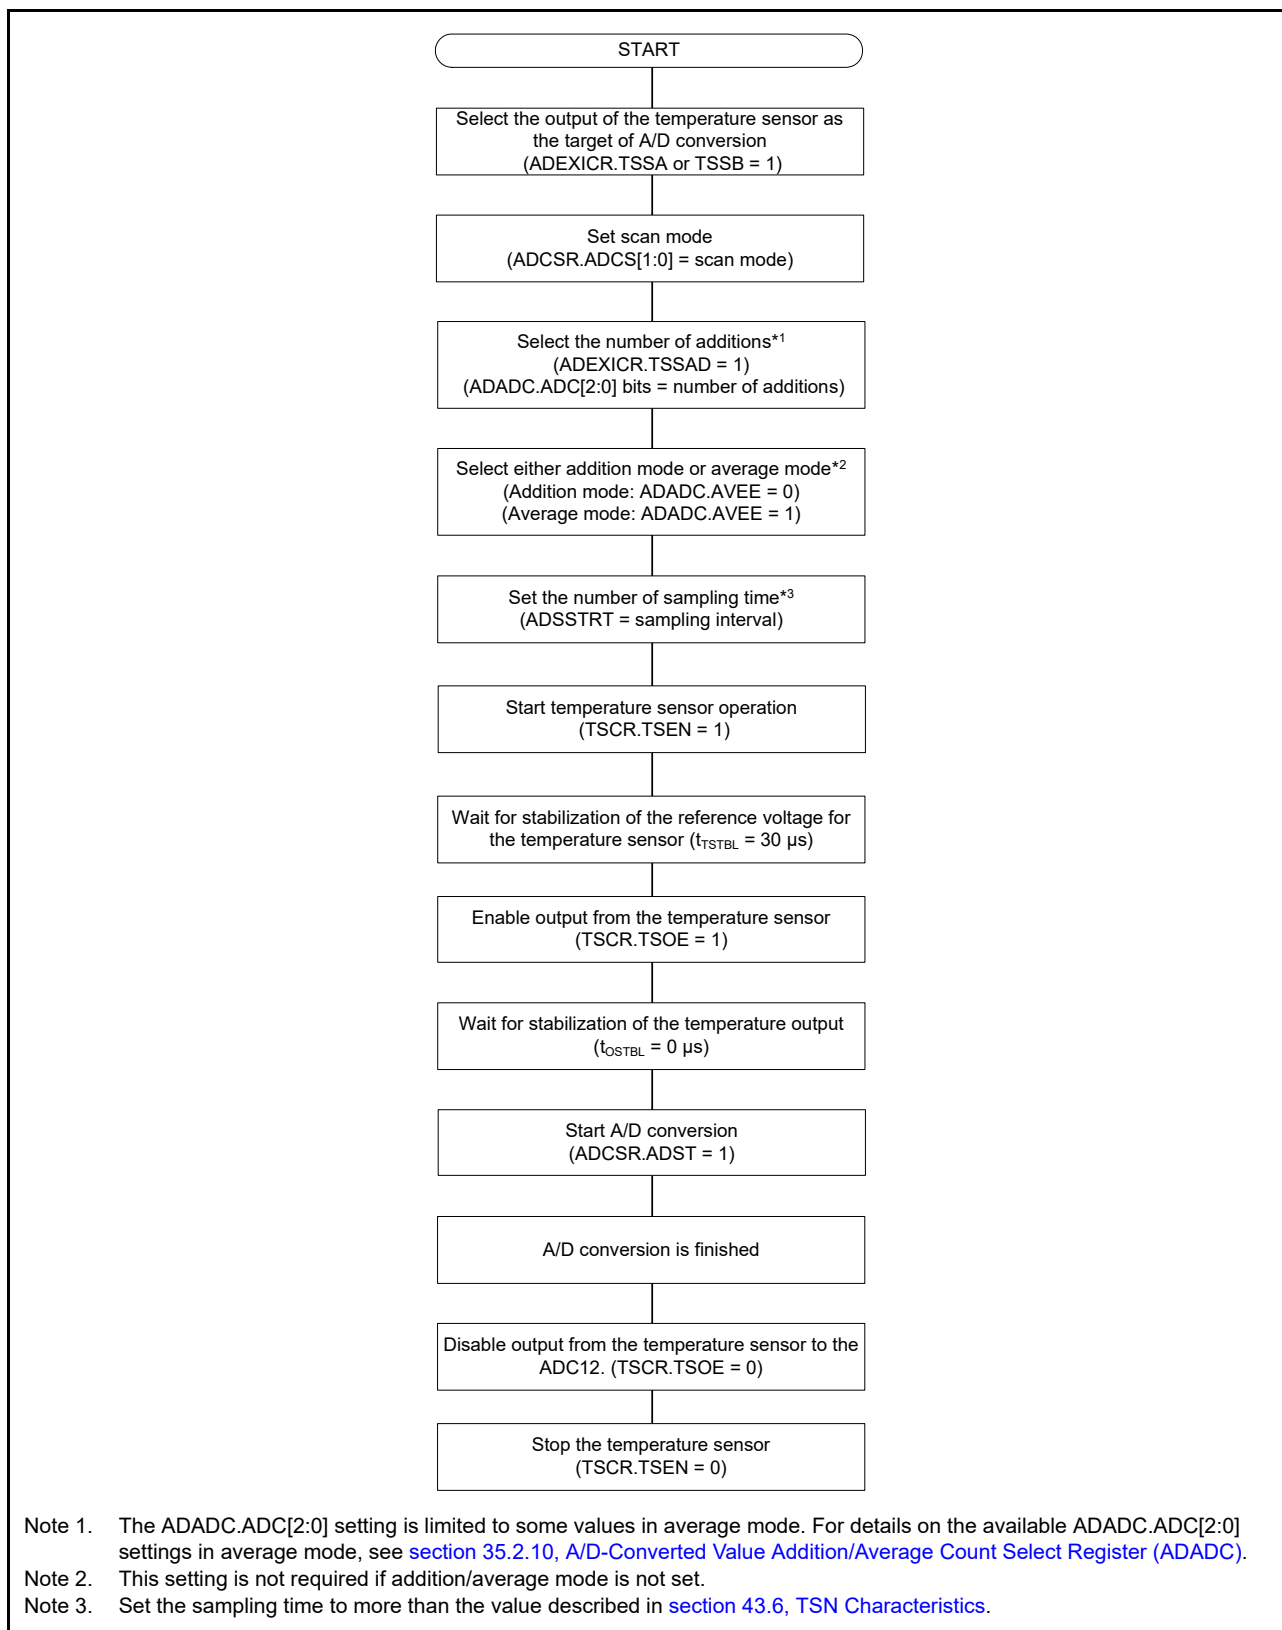 START
Select the output of the temperature sensor as
the target of A/D conversion
(ADEXICR.TSSA or TSSB = 1)
Set scan mode
(ADCSR.ADCS[1:0] = scan mode)
Select the number of additions*1
(ADEXICR.TSSAD = 1)
(ADADC.ADC[2:0] bits = number of additions)
Select either addition mode or average mode*2
(Addition mode: ADADC.AVEE = 0)
(Average mode: ADADC.AVEE = 1)
Set the number of sampling time*3
(ADSSTRT = sampling interval)
Start temperature sensor operation
(TSCR.TSEN = 1)
Wait for stabilization of the reference voltage for
the temperature sensor (tTSTBL = 30 µs)
Enable output from the temperature sensor
(TSCR.TSOE = 1)
Wait for stabilization of the temperature output
(tOSTBL = 0 µs)
Start A/D conversion
(ADCSR.ADST = 1)
A/D conversion is finished
Disable output from the temperature sensor to the
ADC12. (TSCR.TSOE = 0)
Stop the temperature sensor
(TSCR.TSEN = 0)
Note 1. The ADADC.ADC[2:0] setting is limited to some values in average mode. For details on the available ADADC.ADC[2:0]
settings in average mode, see section 35.2.10, A/D-Converted Value Addition/Average Count Select Register (ADADC).
Note 2. This setting is not required if addition/average mode is not set.
Note 3. Set the sampling time to more than the value described in section 43.6, TSN Characteristics.